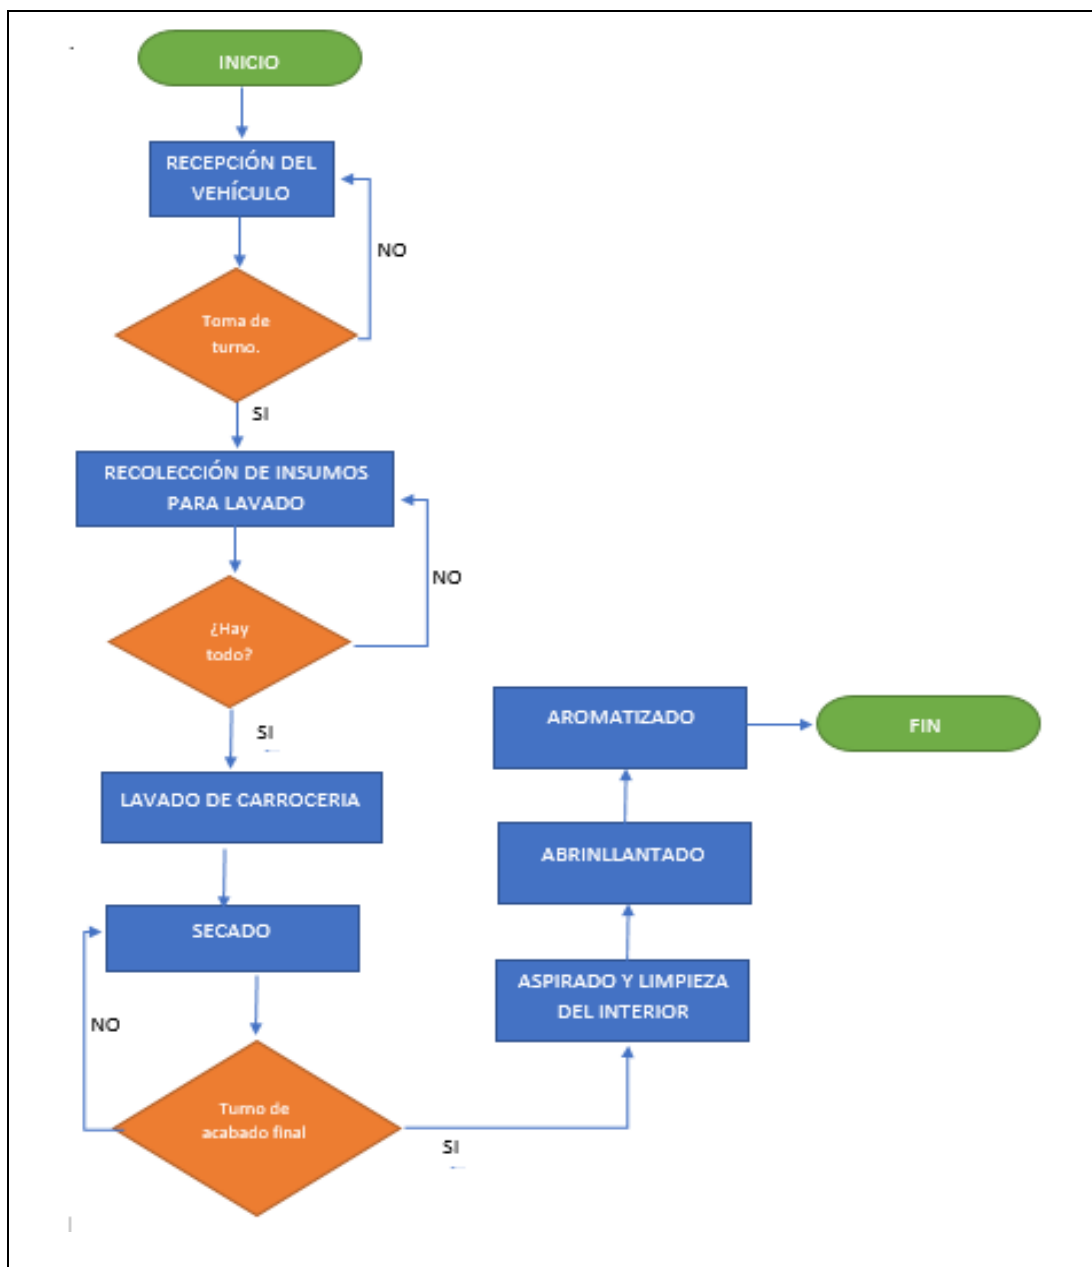 INICIO
RECEPCIÓN DEL
VEHÍCULO
NO
Toma de
turno.
SI
RECOLECCIÓN DE INSUMOS
PARA LAVADO
NO
¿Hay
todo?
SI
LAVADO DE CARROCERIA
SECADO
NO
Turno de
acabado final
SI
ASPIRADO Y LIMPIEZA
DEL INTERIOR
ABRINLLANTADO
AROMATIZADO
FIN